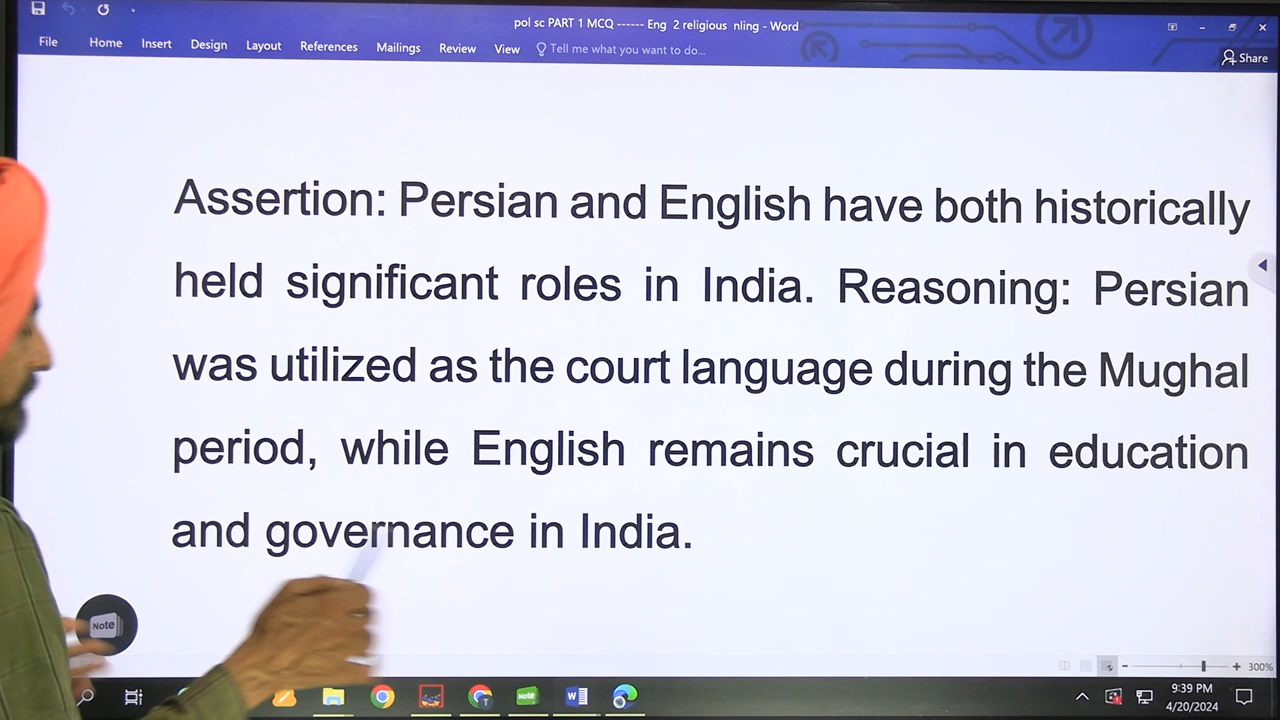 pol sc PART 1 MCQ ------ Eng 2 religious nling - Word
File Home Insert Design Layout References Mailings Review View Tell me what you want to do... Share
Assertion: Persian and English have both historically
held significant roles in India. Reasoning: Persian
was utilized as the court language during the Mughal
period, while English remains crucial in education
and governance in India.
Note
300%
Note
9:39 PM
4/20/2024